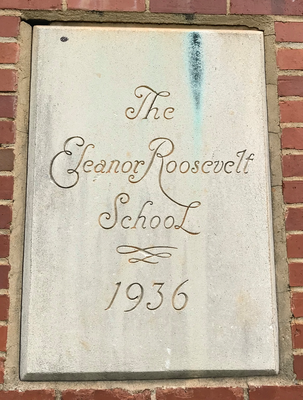 The
Eleanor Roosevelt
School
1936